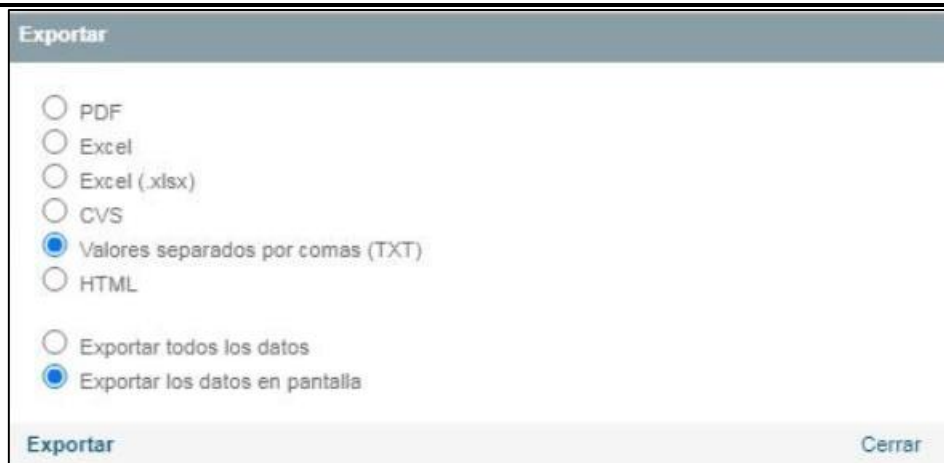 Exportar
PDF
Excel
Excel (.xlsx)
CVS
Valores separados por comas (TXT)
HTML
Exportar todos los datos
Exportar los datos en pantalla
Exportar Cerrar